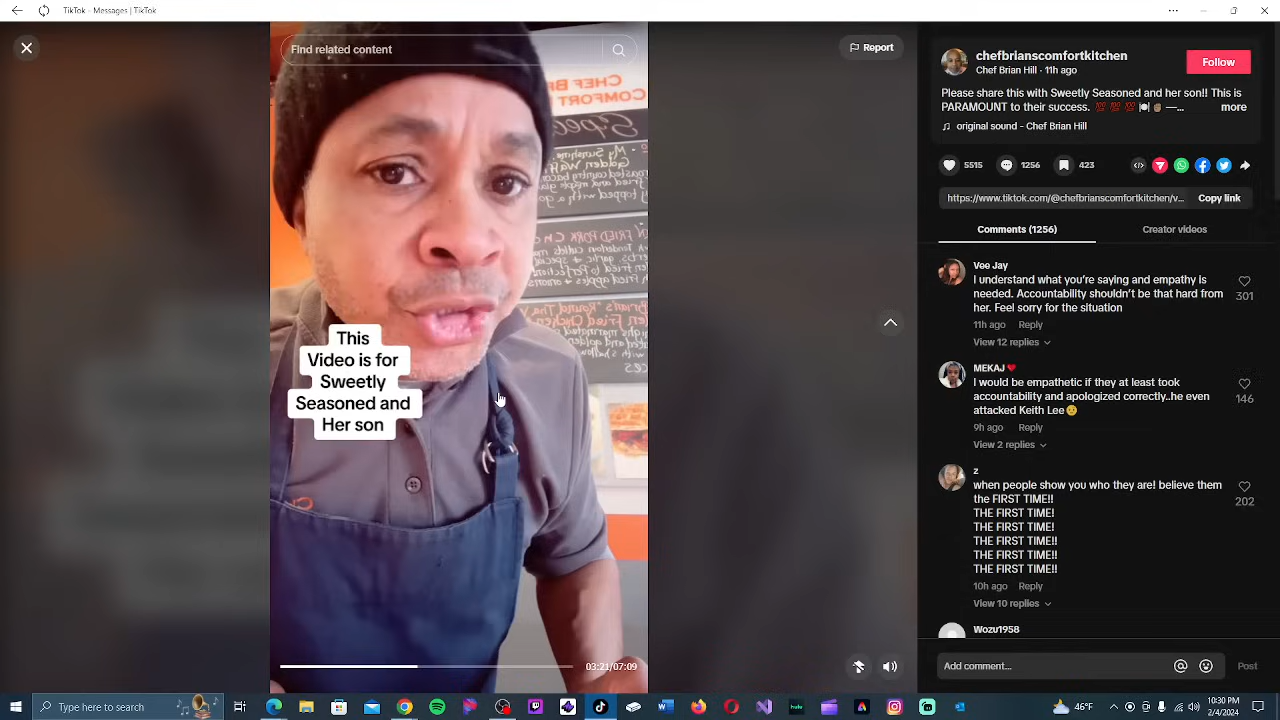 TikTok - Messages | TikTok
Find related content
Report
CHEF BR
COMFORT
Speci
This
Video is for
Sweetly
Seasoned and
Her son
03:21/07:09
chefbrianscomfortkitchen
Chef Brian Hill · 11h ago
Follow
Please share this with Sweetly Seasoned and her son!! This is
PARAMOUNT to their success. 💯 💯 💯 🍽️ ✊🏽 —...
more
♫ original sound - Chef Brian Hill
5515
1256
423
https://www.tiktok.com/@chefbrianscomfortkitchen/v...
Copy link
Comments (1256)
Creator videos
Vee Jay
I understand what you're saying and empathy is
needed. Accountability shouldn't be that hard from
anyone. Feel sorry for the situation
11h ago
Reply
View 12 replies
301
MEKAJ❤️
I would be empathetic if they at least took
accountability and apologized correctly..he even
attacked Keith Lee
9h ago
Reply
View 2 replies
146
z
when people show you who they are! believe them
the FIRST TIME!!
THE FIRST TIME!
THE FIRST TIME!!
THE FIRST TIME!!
THE FIRST TIME!!
THE FIRST TIME!!
10h ago
Reply
View 10 replies
202
Wozu1958
Add comment...
Post
Type here to search
hulu
10:30 PM
2/20/2024